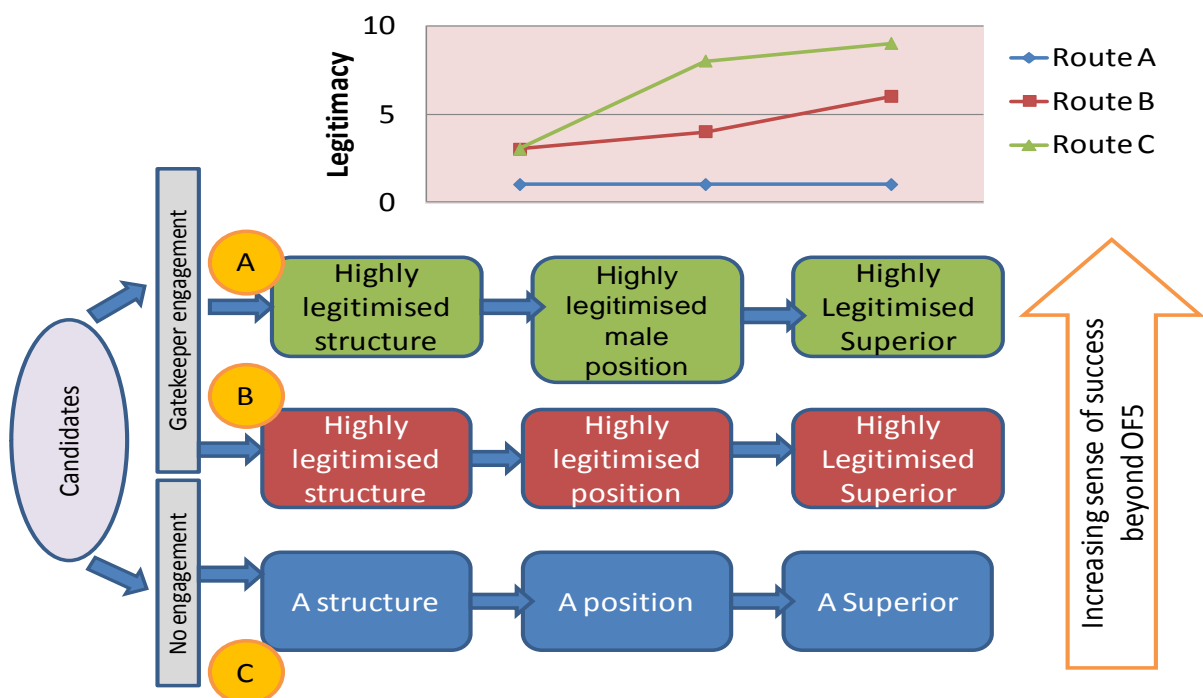 10
5
0
Legitimacy
Route A
Route B
Route C
Candidates
Gatekeeper engagement
No engagement
A
Highly
legitimised
structure
Highly
legitimised
male
position
Highly
Legitimised
Superior
B
Highly
legitimised
structure
Highly
legitimised
position
Highly
Legitimised
Superior
C
A structure
A position
A Superior
Increasing sense of success
beyond OF5